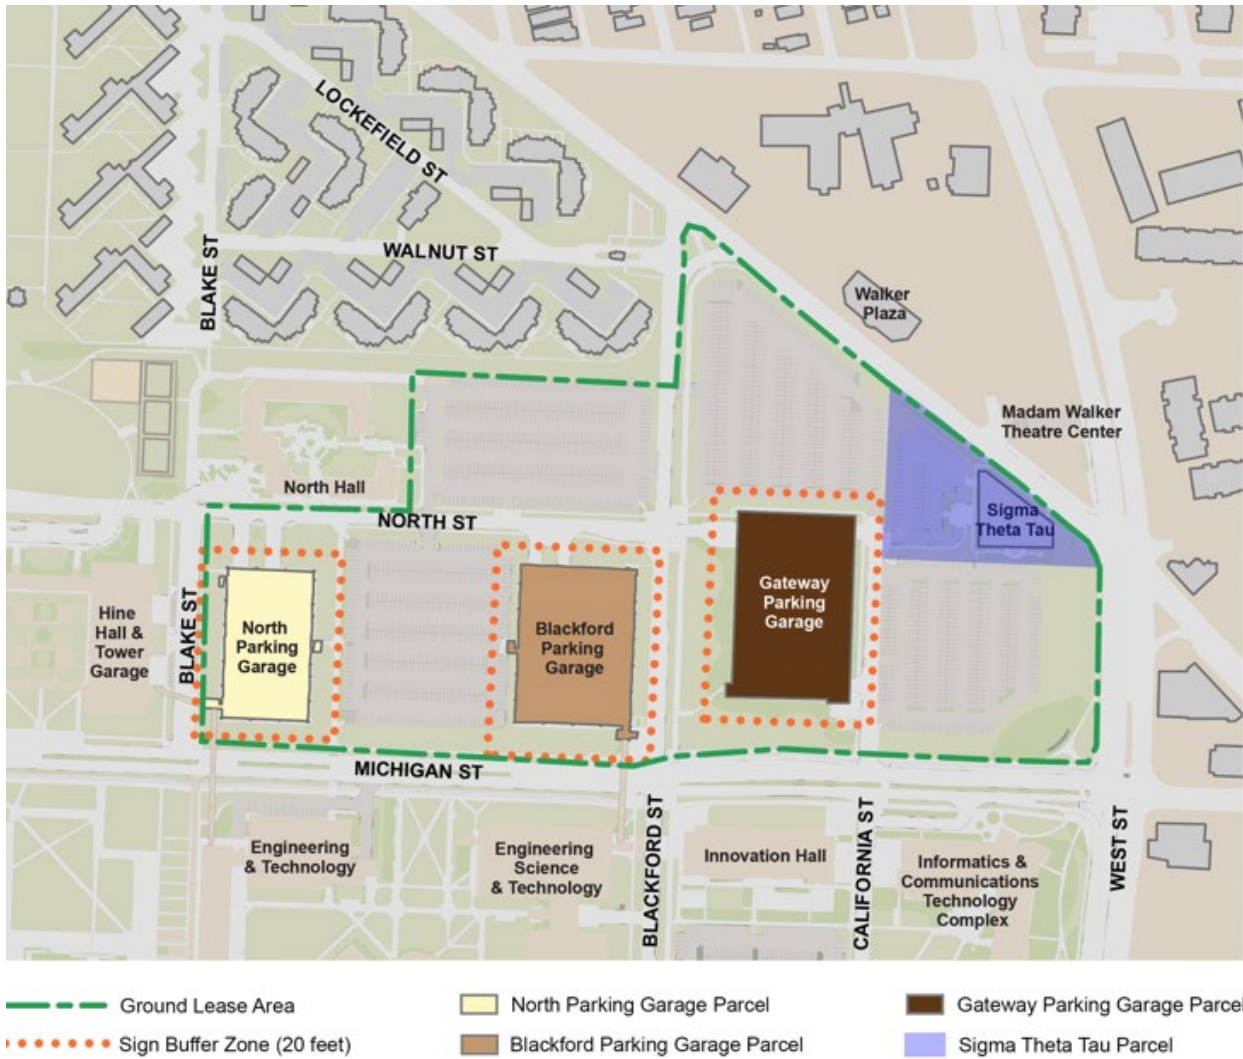 LOCKEFIELD ST
WALNUT ST
BLAKE ST
Walker
Plaza
Madam Walker
Theatre Center
North Hall
NORTH ST
Sigma
Theta Tau
Hine
Hall &
Tower
Garage
BLAKE ST
North
Parking
Garage
Blackford
Parking
Garage
Gateway
Parking
Garage
MICHIGAN ST
Engineering
& Technology
Engineering
Science
& Technology
BLACKFORD ST
Innovation Hall
CALIFORNIA ST
Informatics &
Communications
Technology
Complex
WEST ST
Ground Lease Area
North Parking Garage Parcel
Gateway Parking Garage Parcel
Sign Buffer Zone (20 feet)
Blackford Parking Garage Parcel
Sigma Theta Tau Parcel